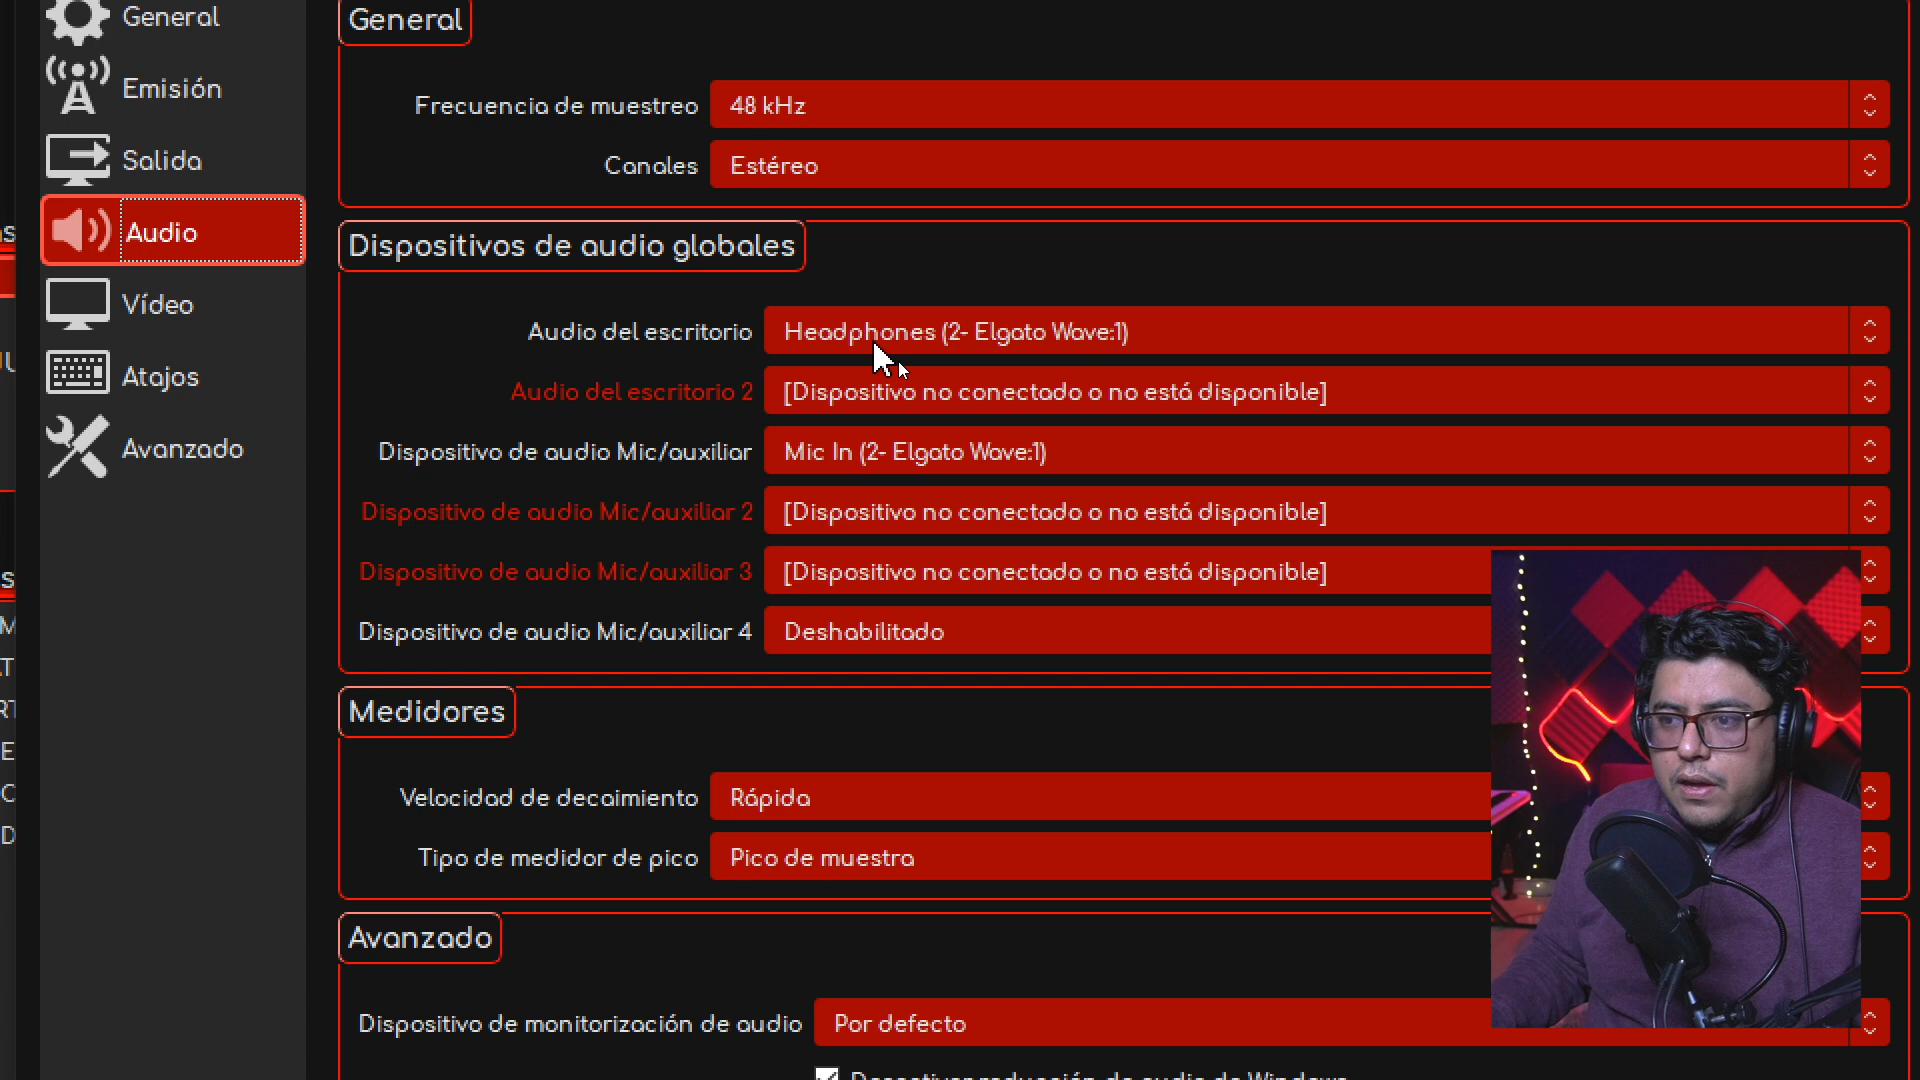 General
Emisión
Salida
Audio
Vídeo
Atajos
Avanzado
General
Frecuencia de muestreo 48 kHz
Canales Estéreo
Dispositivos de audio globales
Audio del escritorio Headphones (2- Elgato Wave:1)
Audio del escritorio 2 [Dispositivo no conectado o no está disponible]
Dispositivo de audio Mic/auxiliar Mic In (2- Elgato Wave:1)
Dispositivo de audio Mic/auxiliar 2 [Dispositivo no conectado o no está disponible]
Dispositivo de audio Mic/auxiliar 3 [Dispositivo no conectado o no está disponible]
Dispositivo de audio Mic/auxiliar 4 Deshabilitado
Medidores
Velocidad de decaimiento Rápida
Tipo de medidor de pico Pico de muestra
Avanzado
Dispositivo de monitorización de audio Por defecto